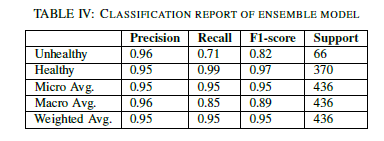 TABLE IV: CLASSIFICATION REPORT OF ENSEMBLE MODEL
Precision Recall F1-score Support
Unhealthy 0.96 0.71 0.82 66
Healthy 0.95 0.99 0.97 370
Micro Avg. 0.95 0.95 0.95 436
Macro Avg. 0.96 0.85 0.89 436
Weighted Avg. 0.95 0.95 0.95 436